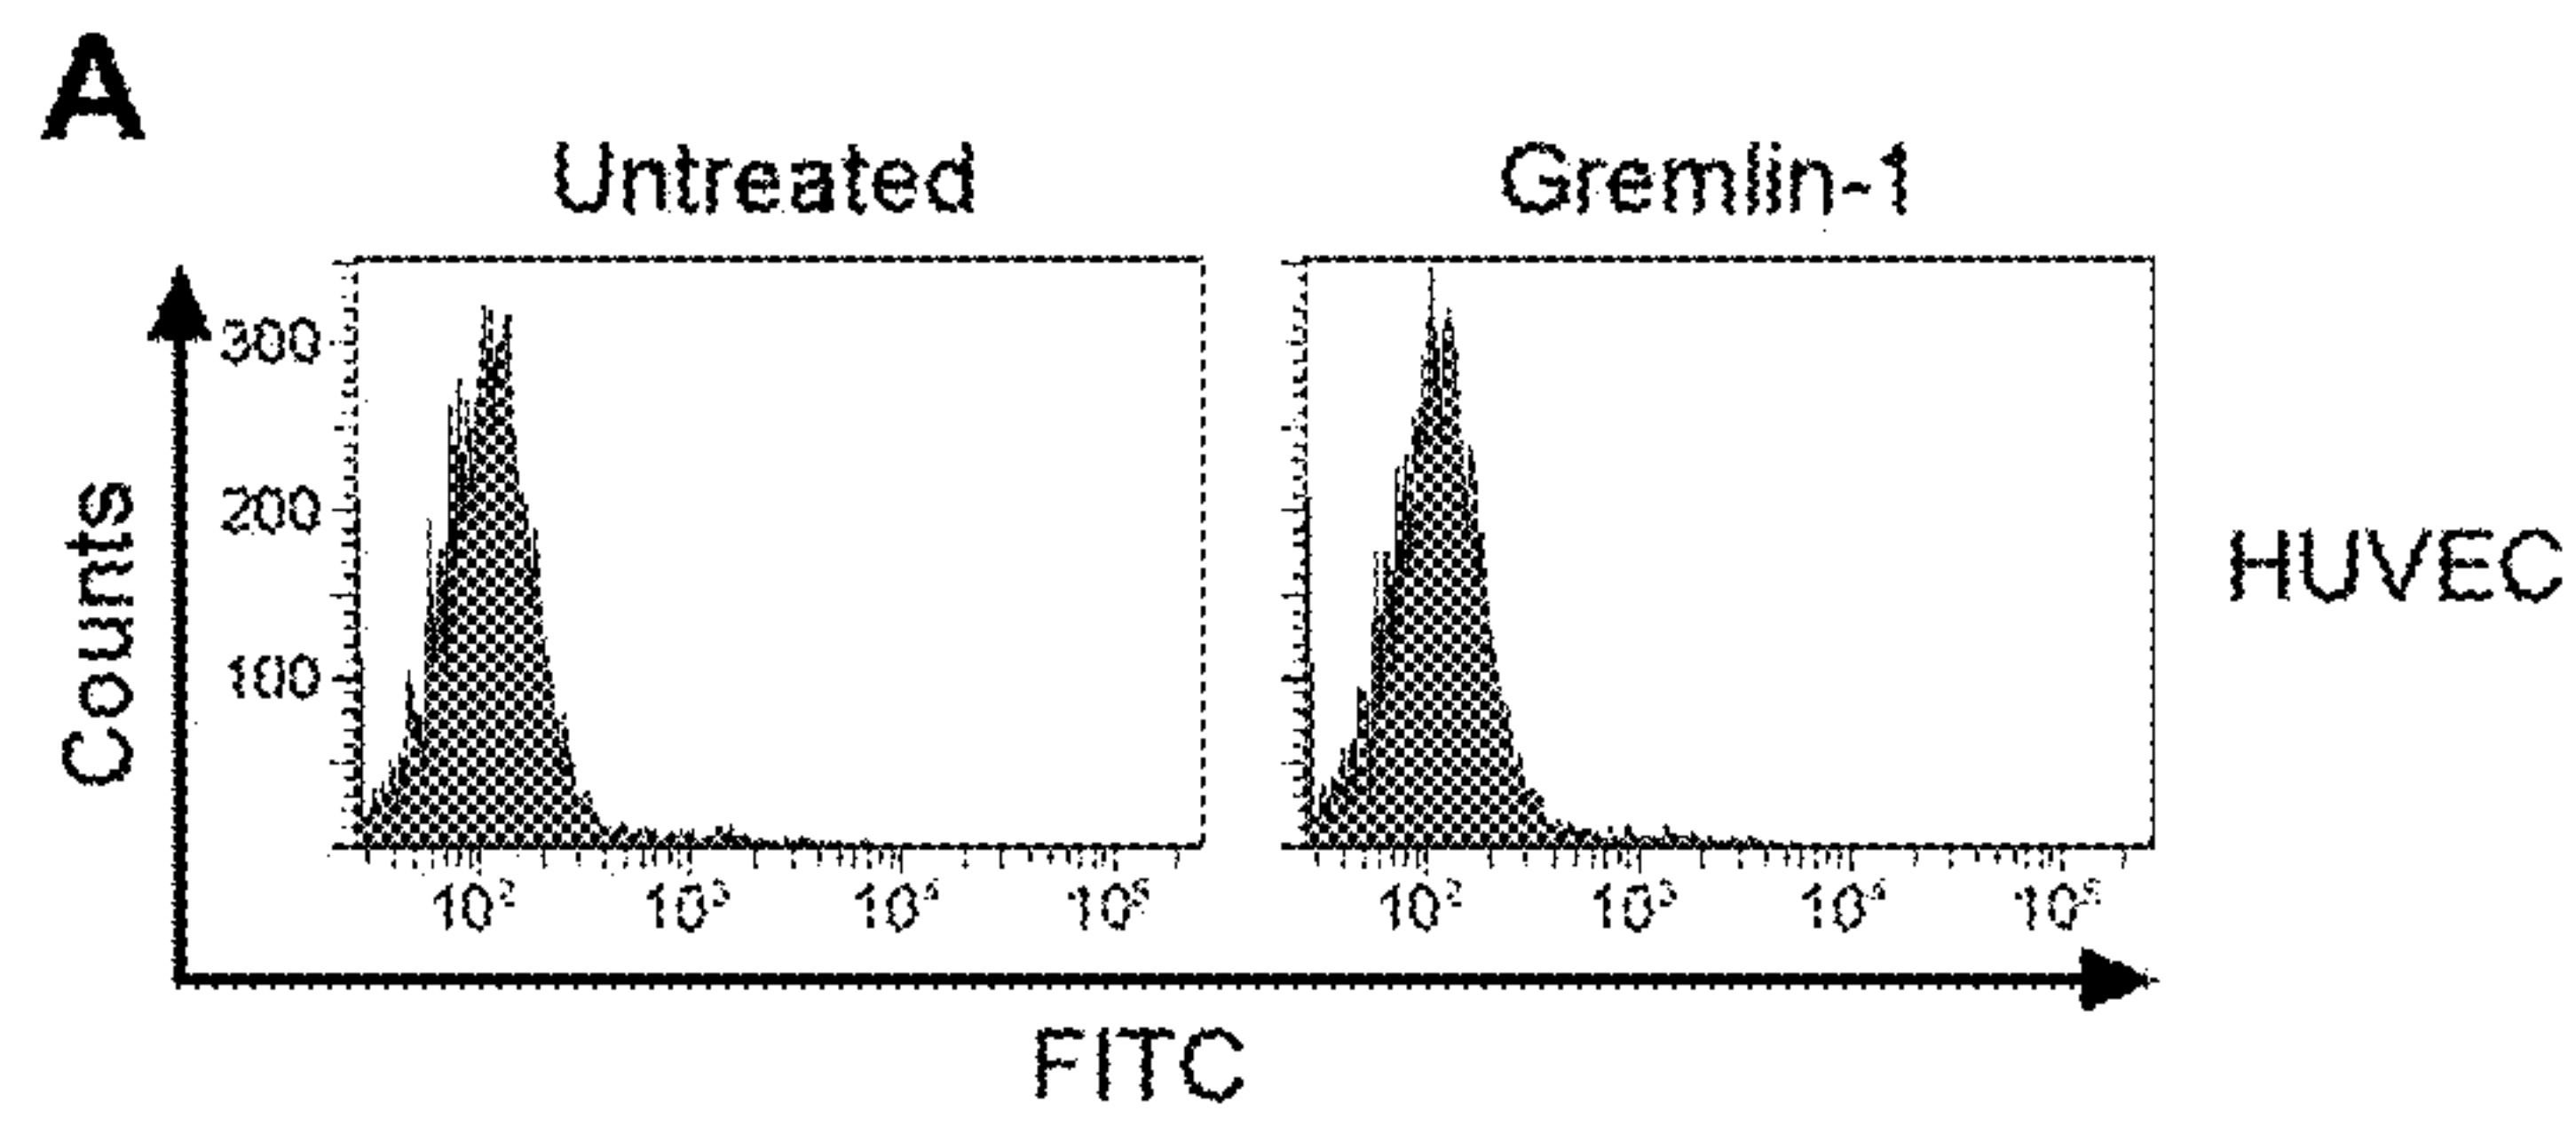 A
Untreated Gremlin-1
300
200
100
Counts
HUVEC
10² 10³ 10⁴ 10⁵ 10² 10³ 10⁴ 10⁵
FITC